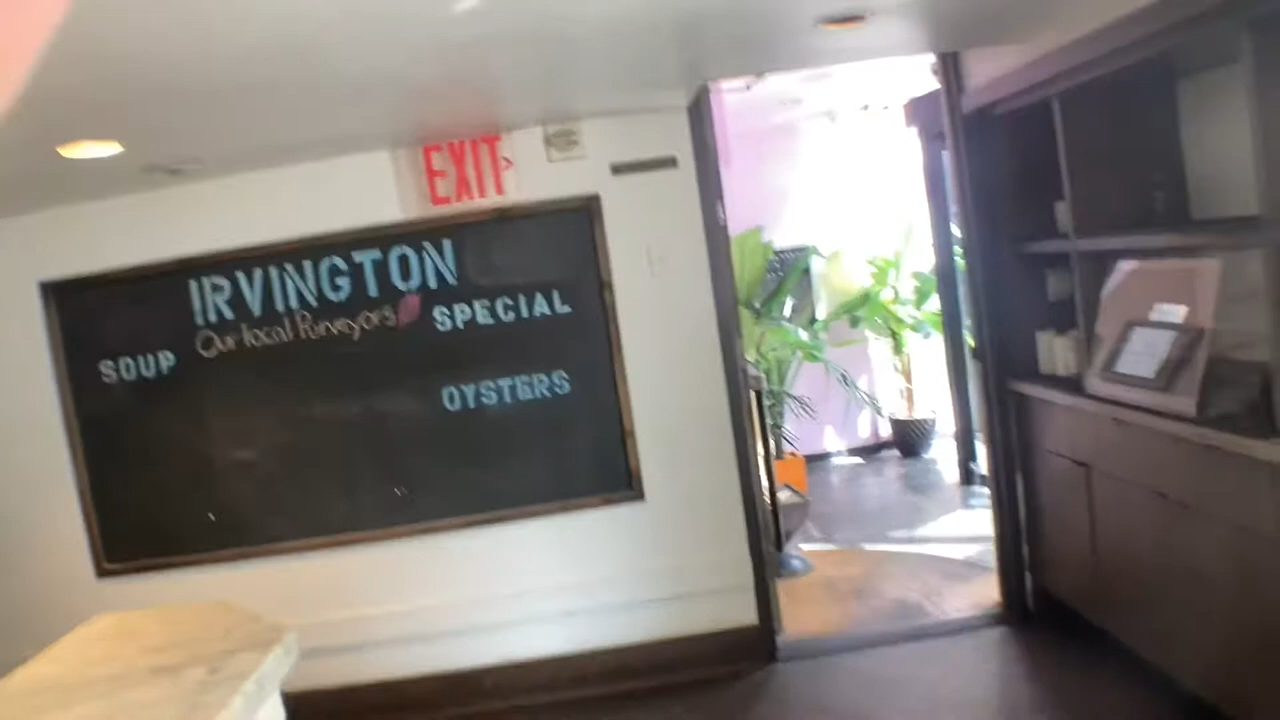 EXIT
IRVINGTON
Our local Purveyors
SPECIAL
SOUP
OYSTERS